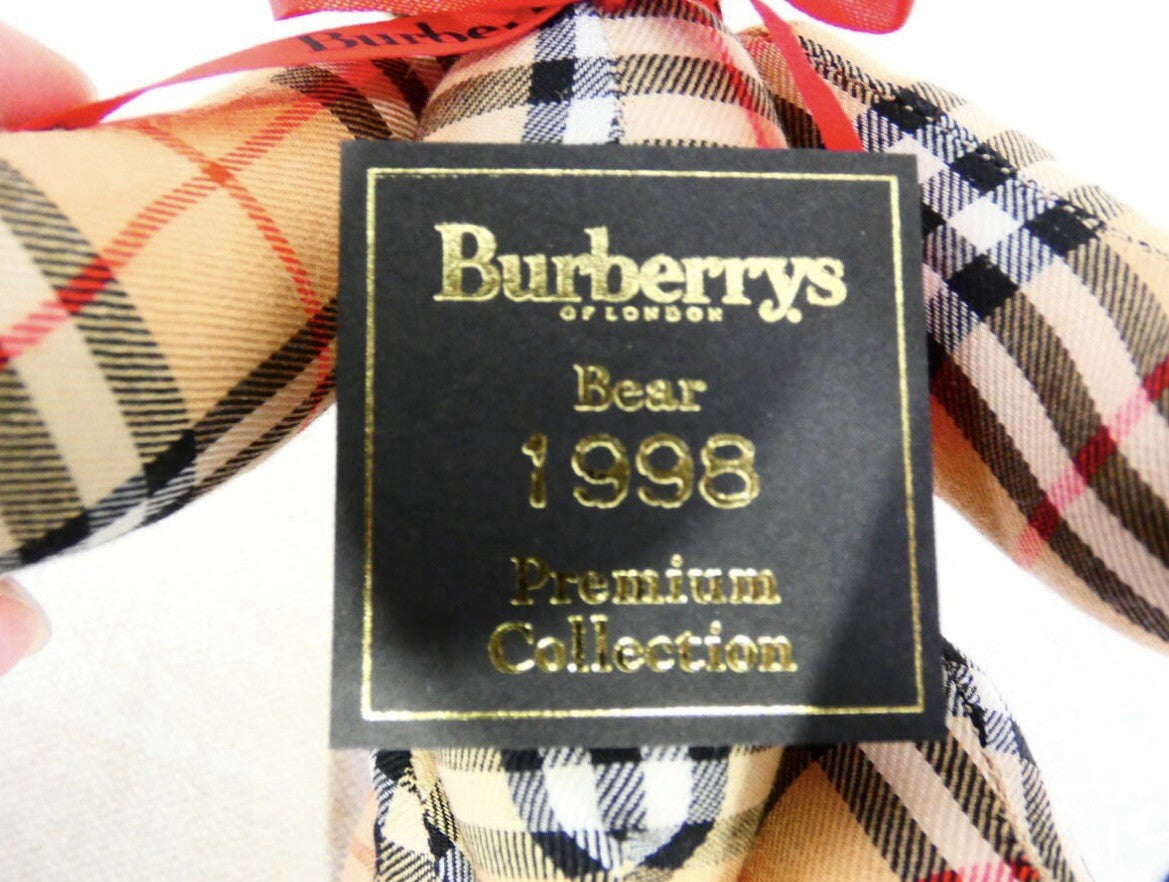 Burberrys
OF LONDON
Bear
1998
Premium
Collection